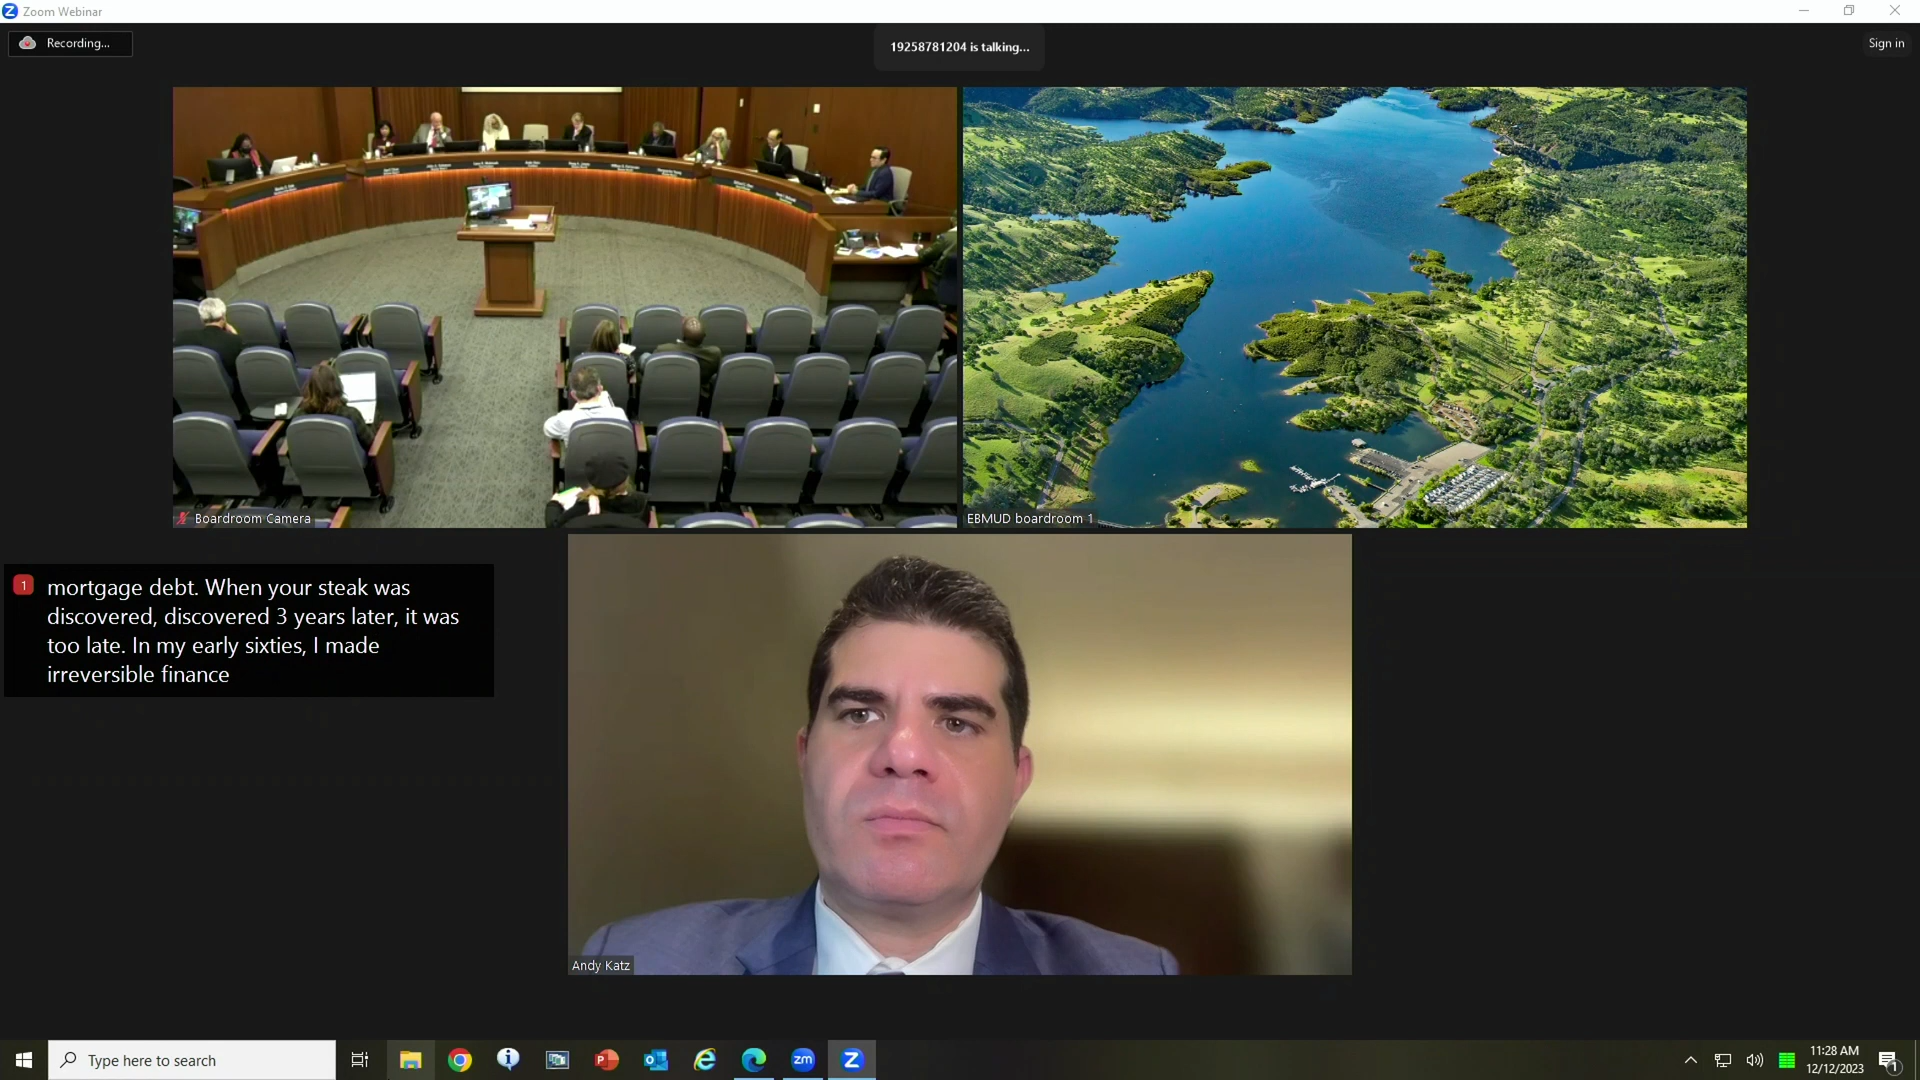 Zoom Webinar
Recording...
19258781204 is talking...
Sign in
Boardroom Camera
EBMUD boardroom 1
1
mortgage debt. When your steak was
discovered, discovered 3 years later, it was
too late. In my early sixties, I made
irreversible finance
Andy Katz
Type here to search
zm
11:28 AM
12/12/2023
1